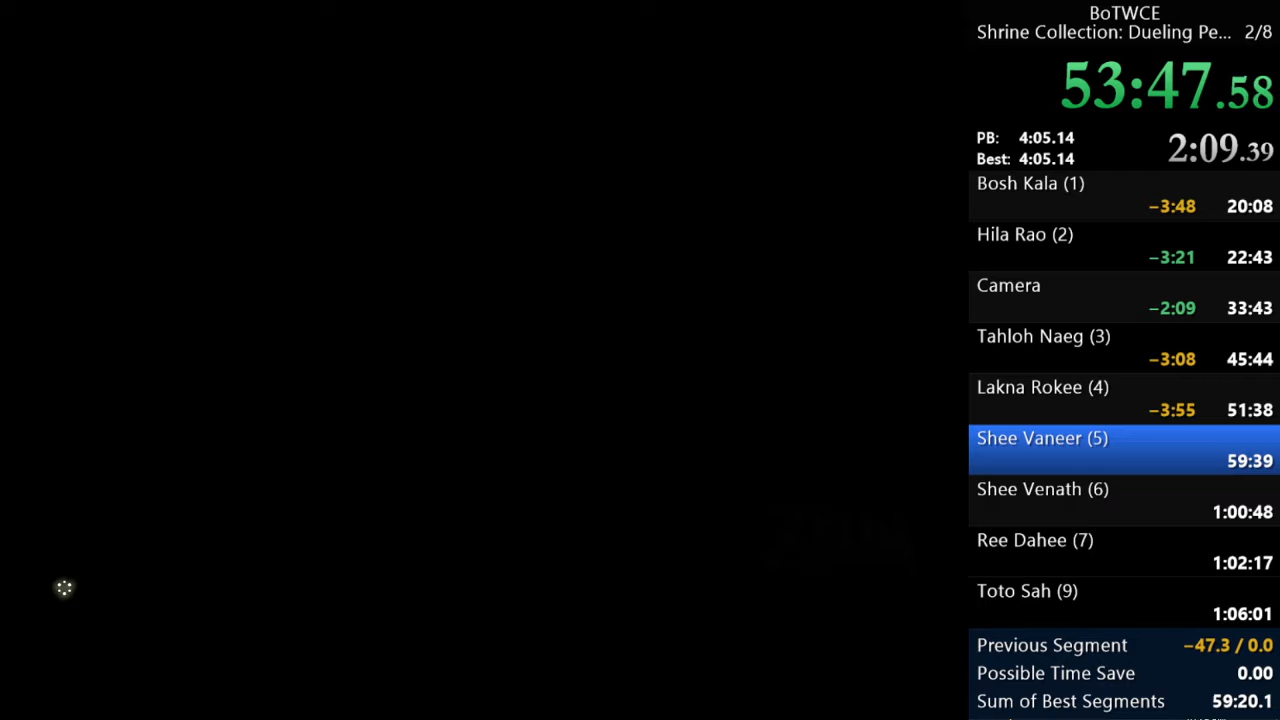 BoTWCE
Shrine Collection: Dueling Pe... 2/8
53:47.58
PB: 4:05.14
Best: 4:05.14
2:09.39
Bosh Kala (1)
−3:48 20:08
Hila Rao (2)
−3:21 22:43
Camera
−2:09 33:43
Tahloh Naeg (3)
−3:08 45:44
Lakna Rokee (4)
−3:55 51:38
Shee Vaneer (5)
59:39
Shee Venath (6)
1:00:48
Ree Dahee (7)
1:02:17
Toto Sah (9)
1:06:01
Previous Segment −47.3 / 0.0
Possible Time Save 0.00
Sum of Best Segments 59:20.1